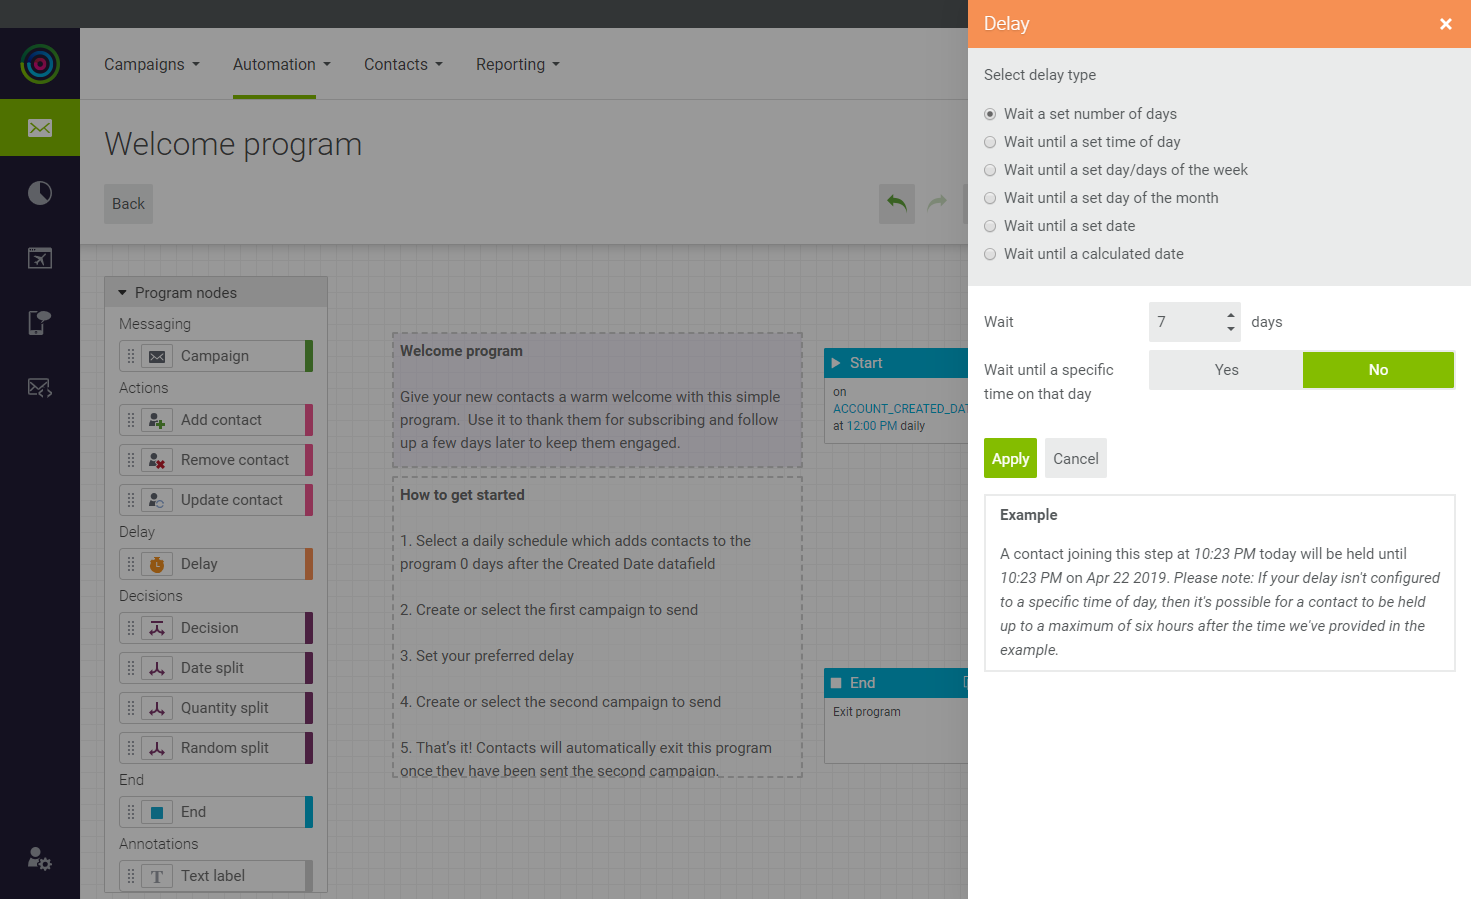 Campaigns
Automation
Contacts
Reporting
Welcome program
Back
Program nodes
Messaging
Campaign
Actions
Add contact
Remove contact
Update contact
Delay
Delay
Decisions
Decision
Date split
Quantity split
Random split
End
End
Annotations
T Text label
Welcome program
Give your new contacts a warm welcome with this simple
program.  Use it to thank them for subscribing and follow
up a few days later to keep them engaged.
How to get started
1. Select a daily schedule which adds contacts to the
program 0 days after the Created Date datafield
2. Create or select the first campaign to send
3. Set your preferred delay
4. Create or select the second campaign to send
5. That's it! Contacts will automatically exit this program
once they have been sent the second campaign.
Start
on
ACCOUNT_CREATED_DAT
at 12:00 PM daily
End
Exit program
Delay
Select delay type
Wait a set number of days
Wait until a set time of day
Wait until a set day/days of the week
Wait until a set day of the month
Wait until a set date
Wait until a calculated date
Wait 7 days
Wait until a specific
time on that day
Yes No
Apply Cancel
Example
A contact joining this step at 10:23 PM today will be held until
10:23 PM on Apr 22 2019. Please note: If your delay isn't configured
to a specific time of day, then it's possible for a contact to be held
up to a maximum of six hours after the time we've provided in the
example.